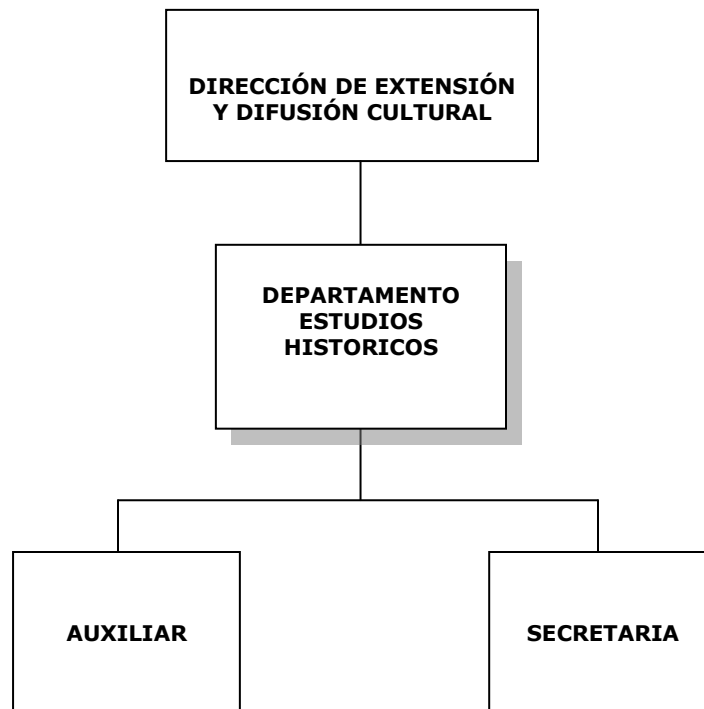 DIRECCIÓN DE EXTENSIÓN
Y DIFUSIÓN CULTURAL
DEPARTAMENTO
ESTUDIOS
HISTORICOS
AUXILIAR
SECRETARIA